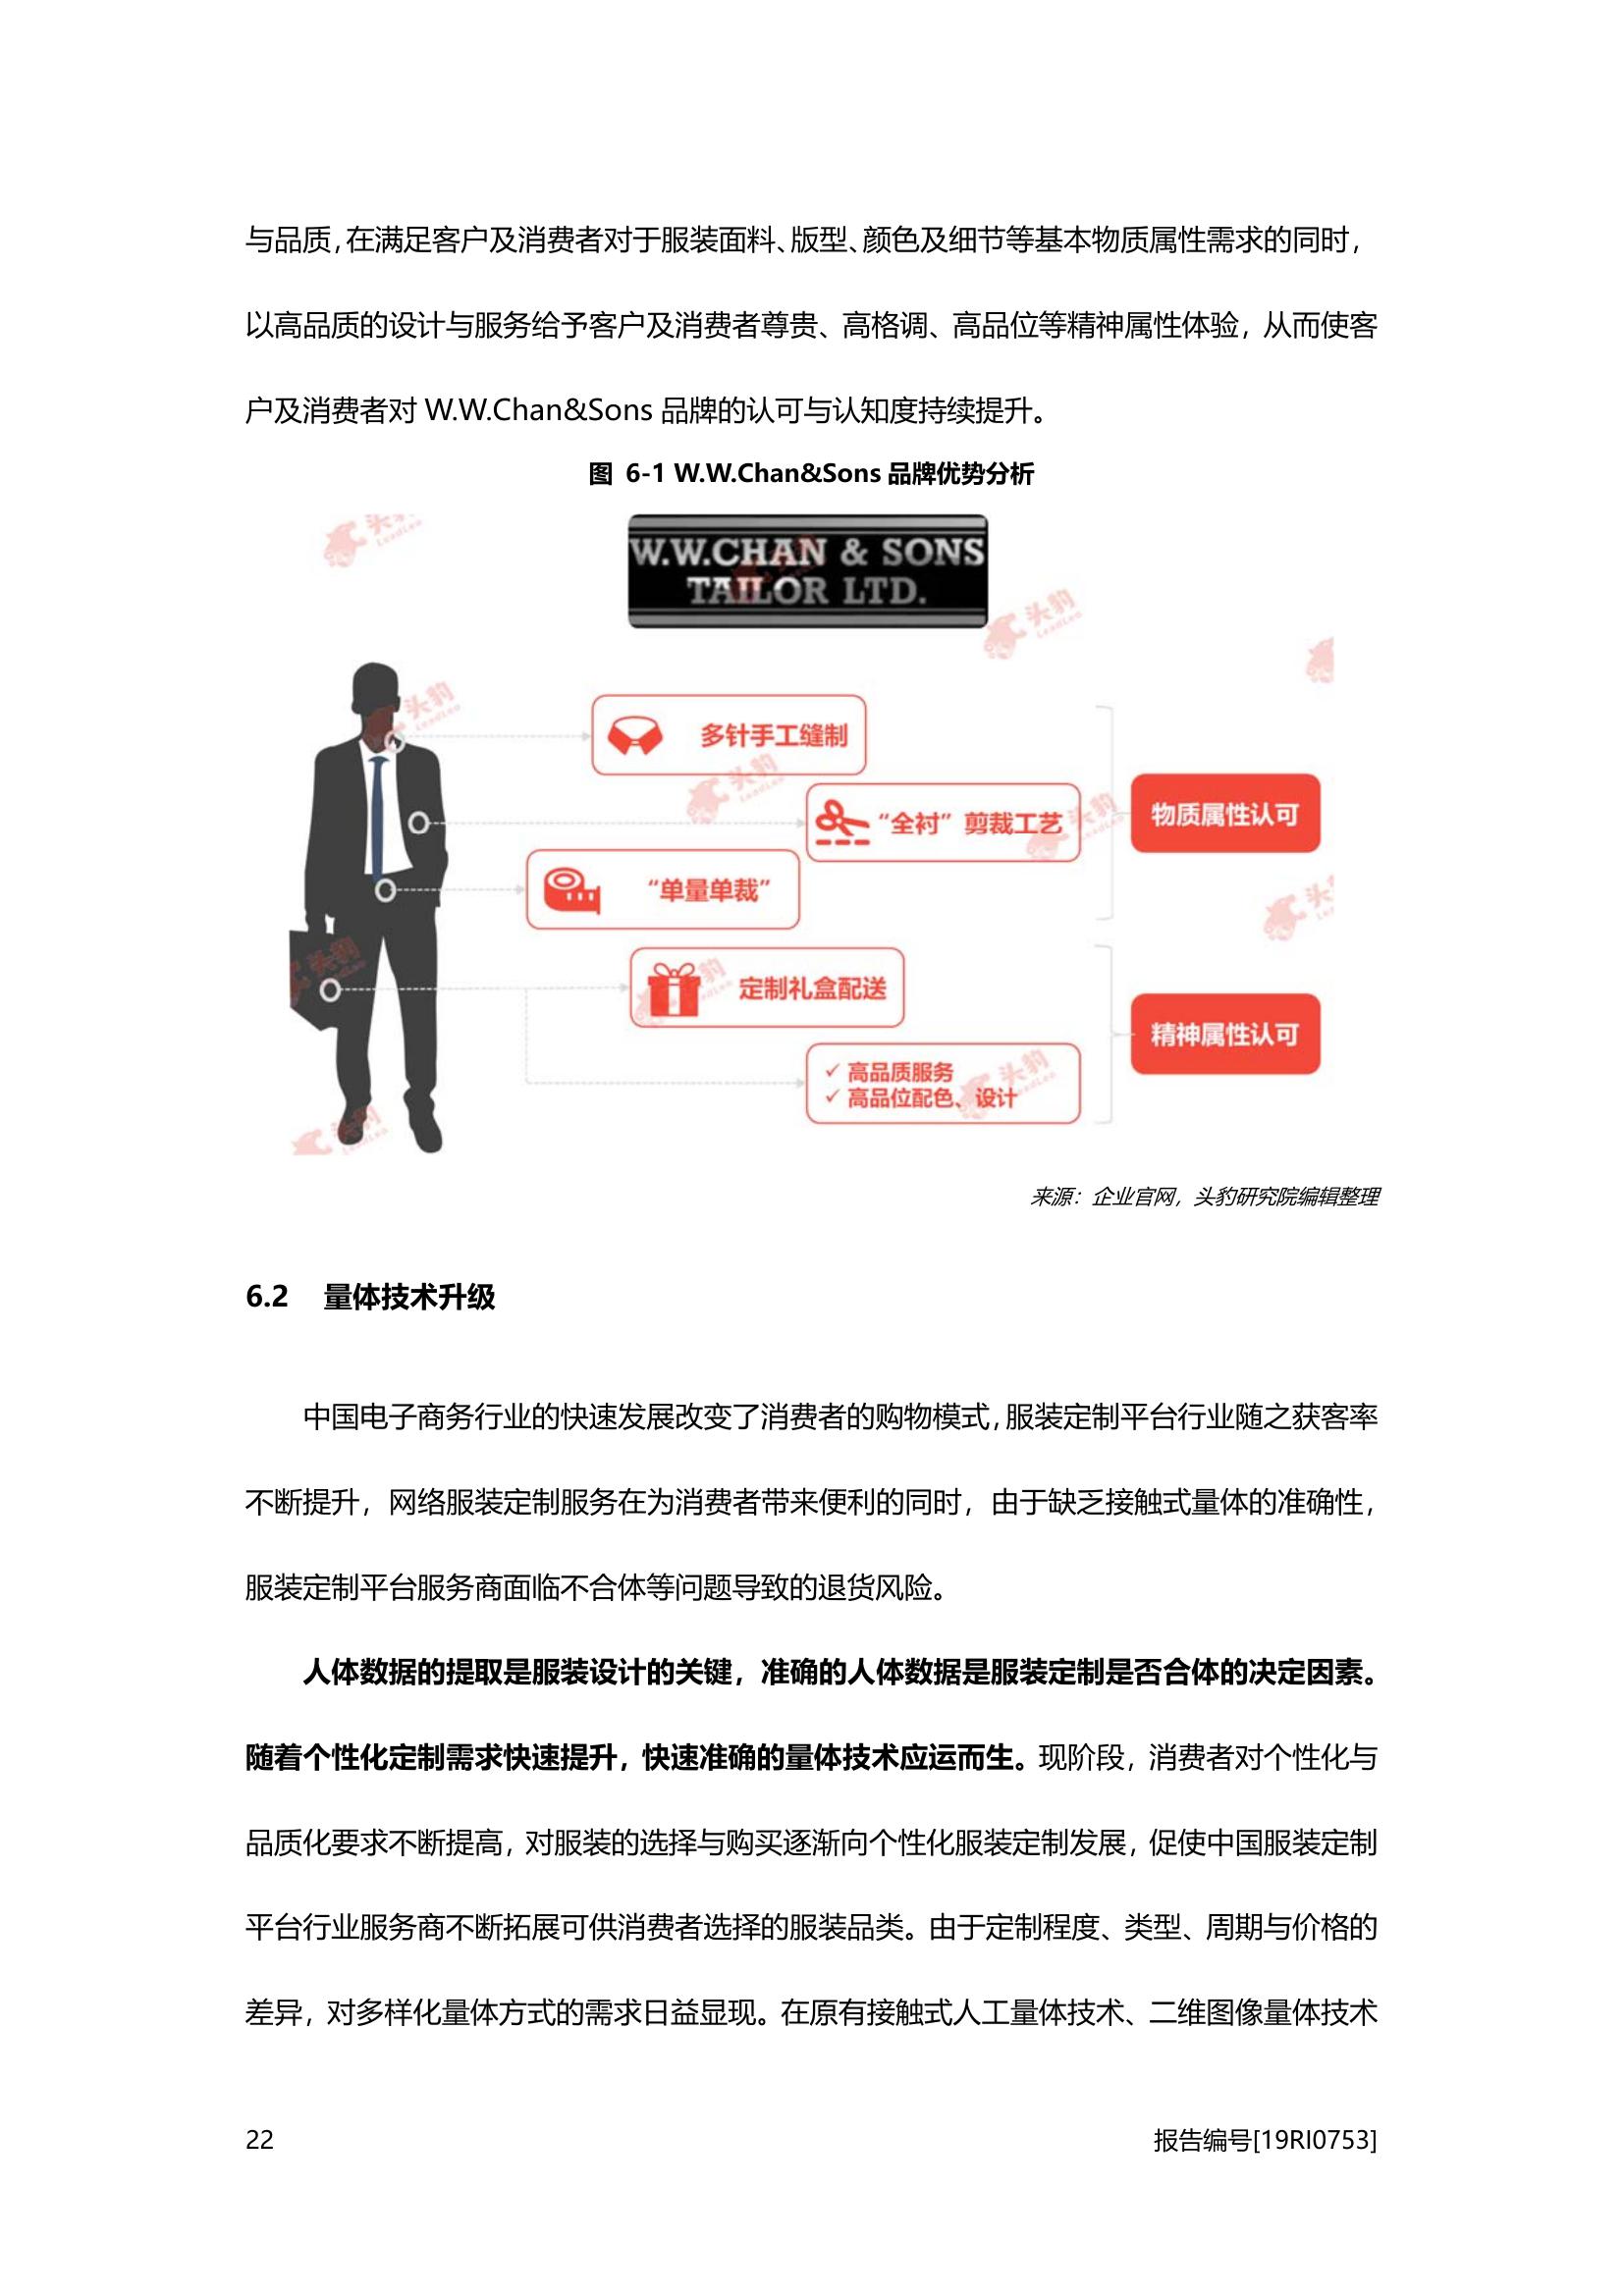 与品质，在满足客户及消费者对于服装面料、版型、颜色及细节等基本物质属性需求的同时，
以高品质的设计与服务给予客户及消费者尊贵、高格调、高品位等精神属性体验，从而使客
户及消费者对 W.W.Chan&Sons 品牌的认可与认知度持续提升。
图 6-1 W.W.Chan&Sons 品牌优势分析
W.W.CHAN & SONS
TAILOR LTD.
多针手工缝制
“全衬”剪裁工艺
物质属性认可
“单量单裁”
定制礼盒配送
精神属性认可
✓ 高品质服务
✓ 高品位配色、设计
头豹
LeadLeo
来源：企业官网，头豹研究院编辑整理
6.2 量体技术升级
中国电子商务行业的快速发展改变了消费者的购物模式，服装定制平台行业随之获客率
不断提升，网络服装定制服务在为消费者带来便利的同时，由于缺乏接触式量体的准确性，
服装定制平台服务商面临不合体等问题导致的退货风险。
人体数据的提取是服装设计的关键，准确的人体数据是服装定制是否合体的决定因素。
随着个性化定制需求快速提升，快速准确的量体技术应运而生。现阶段，消费者对个性化与
品质化要求不断提高，对服装的选择与购买逐渐向个性化服装定制发展，促使中国服装定制
平台行业服务商不断拓展可供消费者选择的服装品类。由于定制程度、类型、周期与价格的
差异，对多样化量体方式的需求日益显现。在原有接触式人工量体技术、二维图像量体技术
22
报告编号[19RI0753]